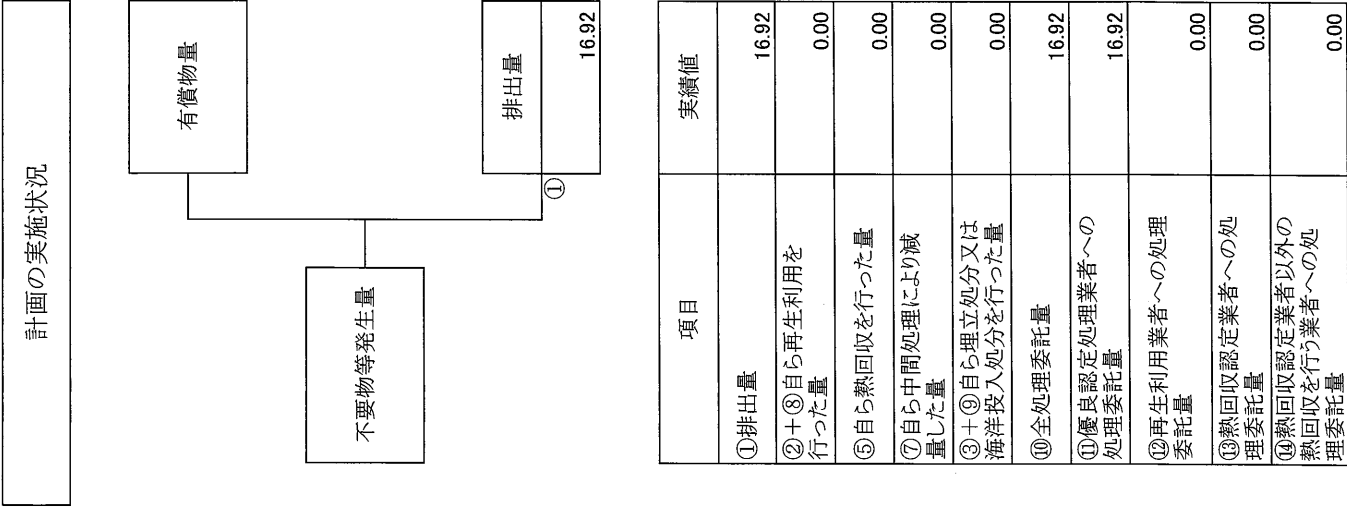 計画の実施状況
有償物量
不要物等発生量
排出量
①
16.92
項目
実績値
①排出量
16.92
②+⑧自ら再生利用を
行った量
0.00
⑤自ら熱回収を行った量
0.00
⑦自ら中間処理により減
量した量
0.00
③+⑨自ら埋立処分又は
海洋投入処分を行った量
0.00
⑩全処理委託量
16.92
⑪優良認定処理業者への
処理委託量
16.92
⑫再生利用業者への処理
委託量
0.00
⑬熱回収認定業者への処
理委託量
0.00
⑭熱回収認定業者以外の
熱回収を行う業者への処
理委託量
0.00